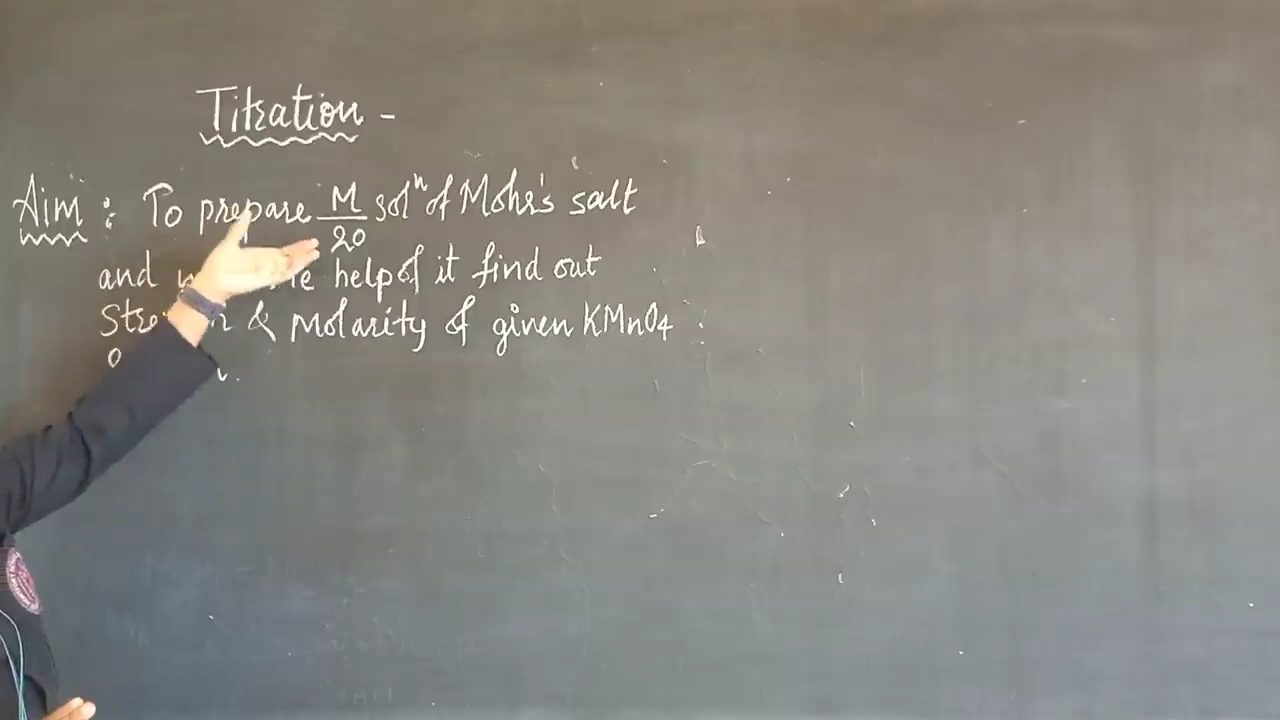 Titration -
Aim : To prepare M/20 solⁿ of Mohr's salt
and help of it find out
& Molarity of given KMnO4